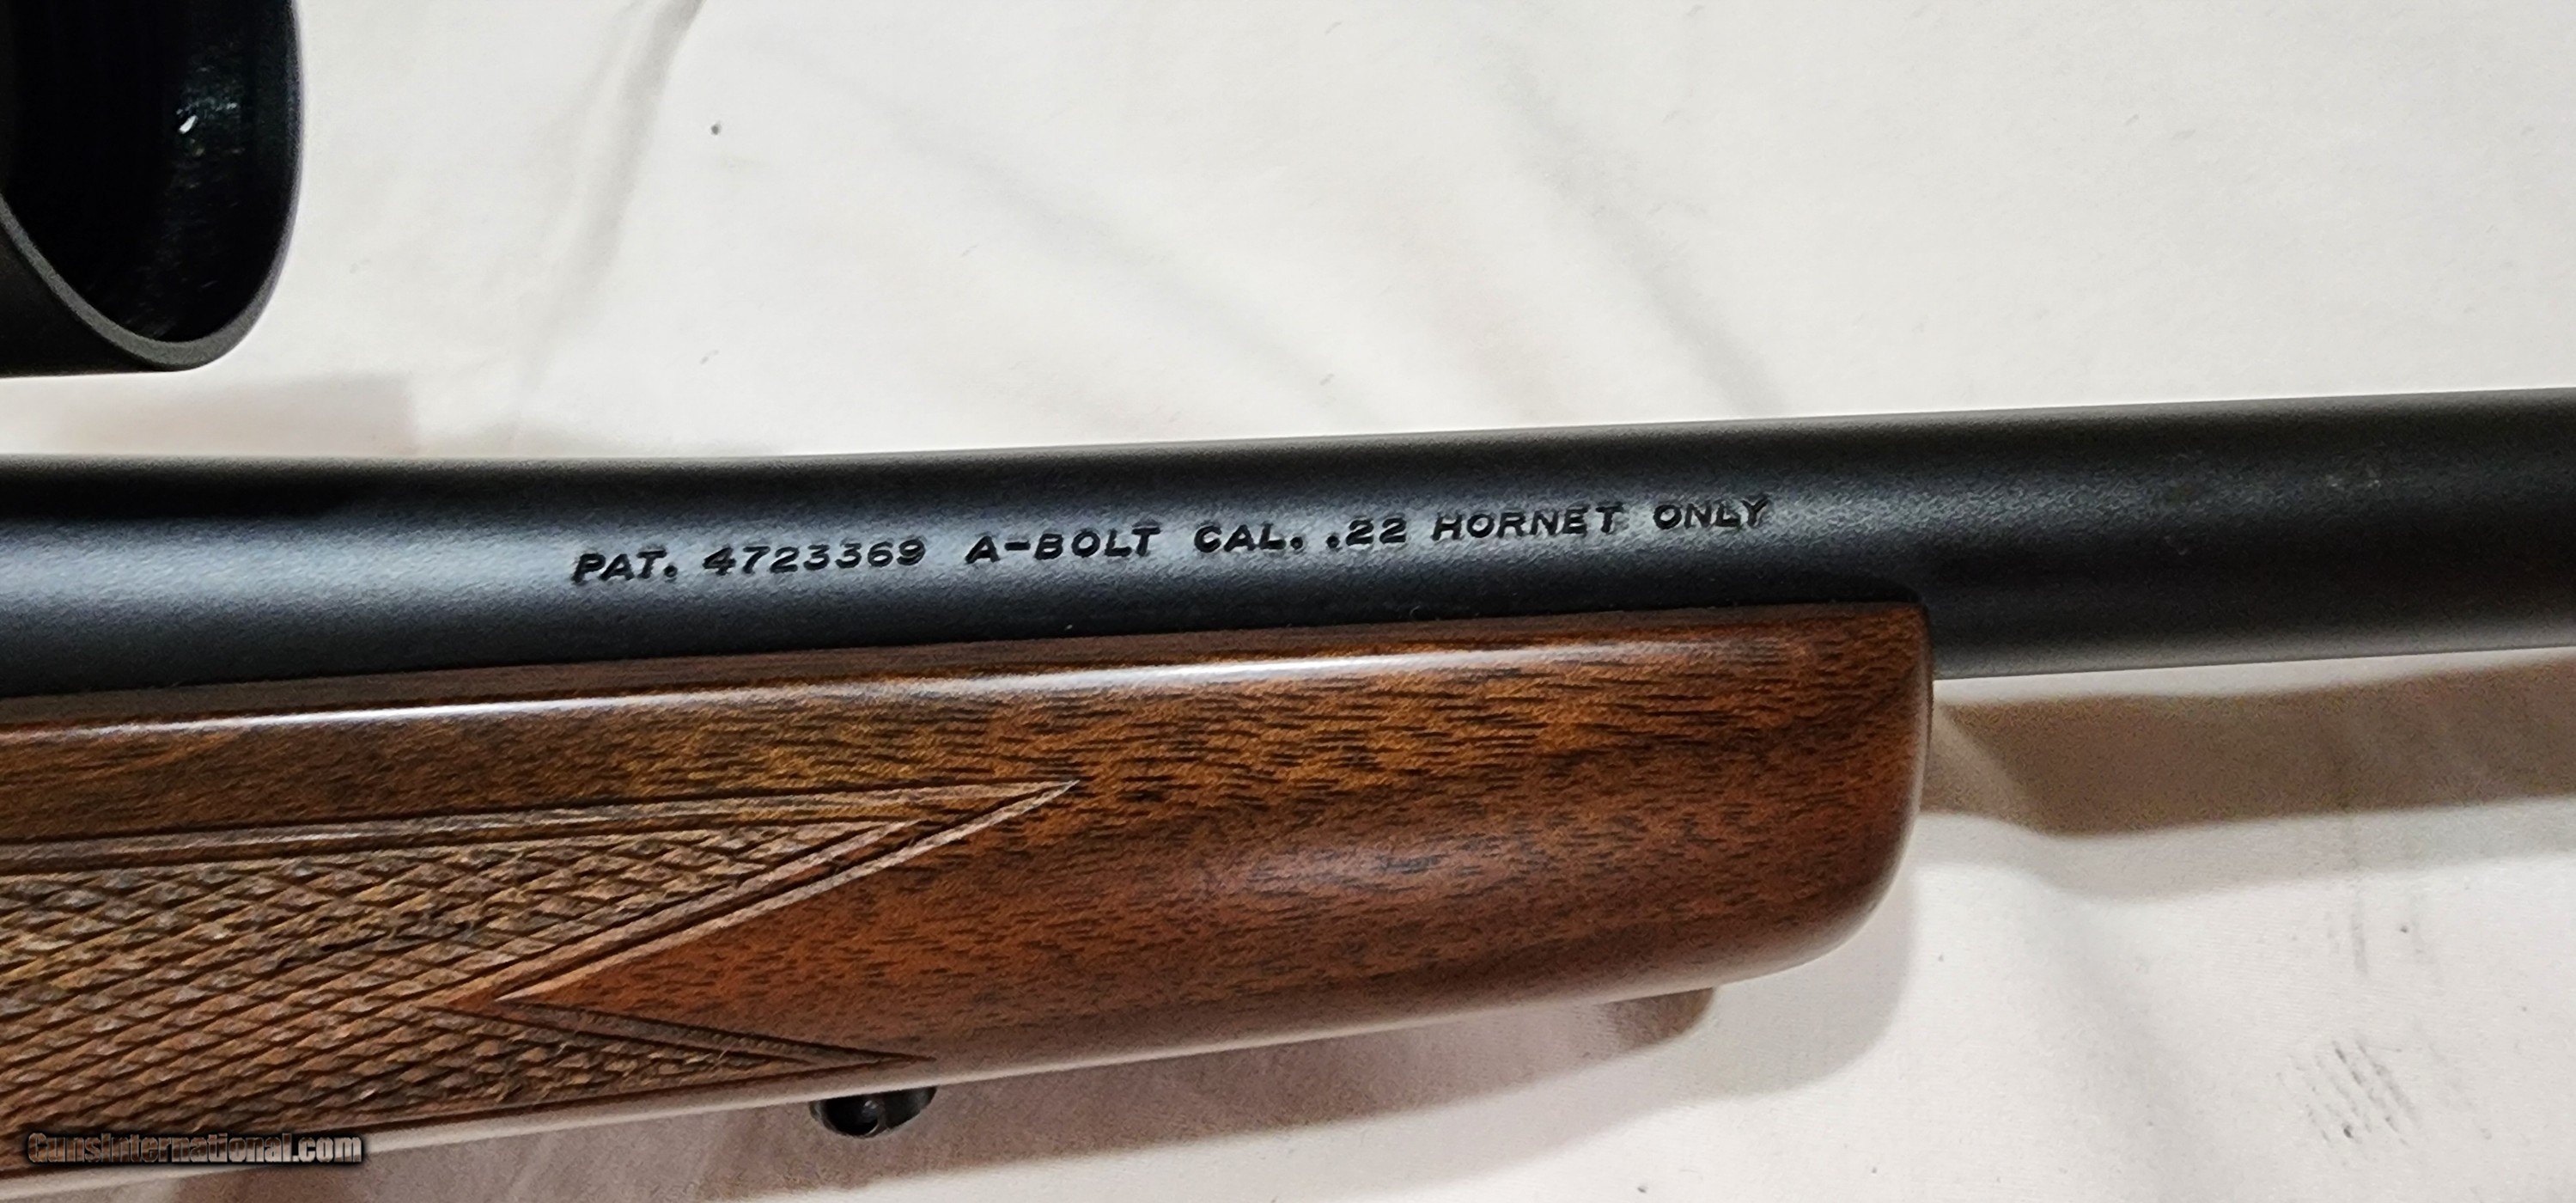 PAT. 4723369 A-BOLT CAL. .22 HORNET ONLY
GunsInternational.com